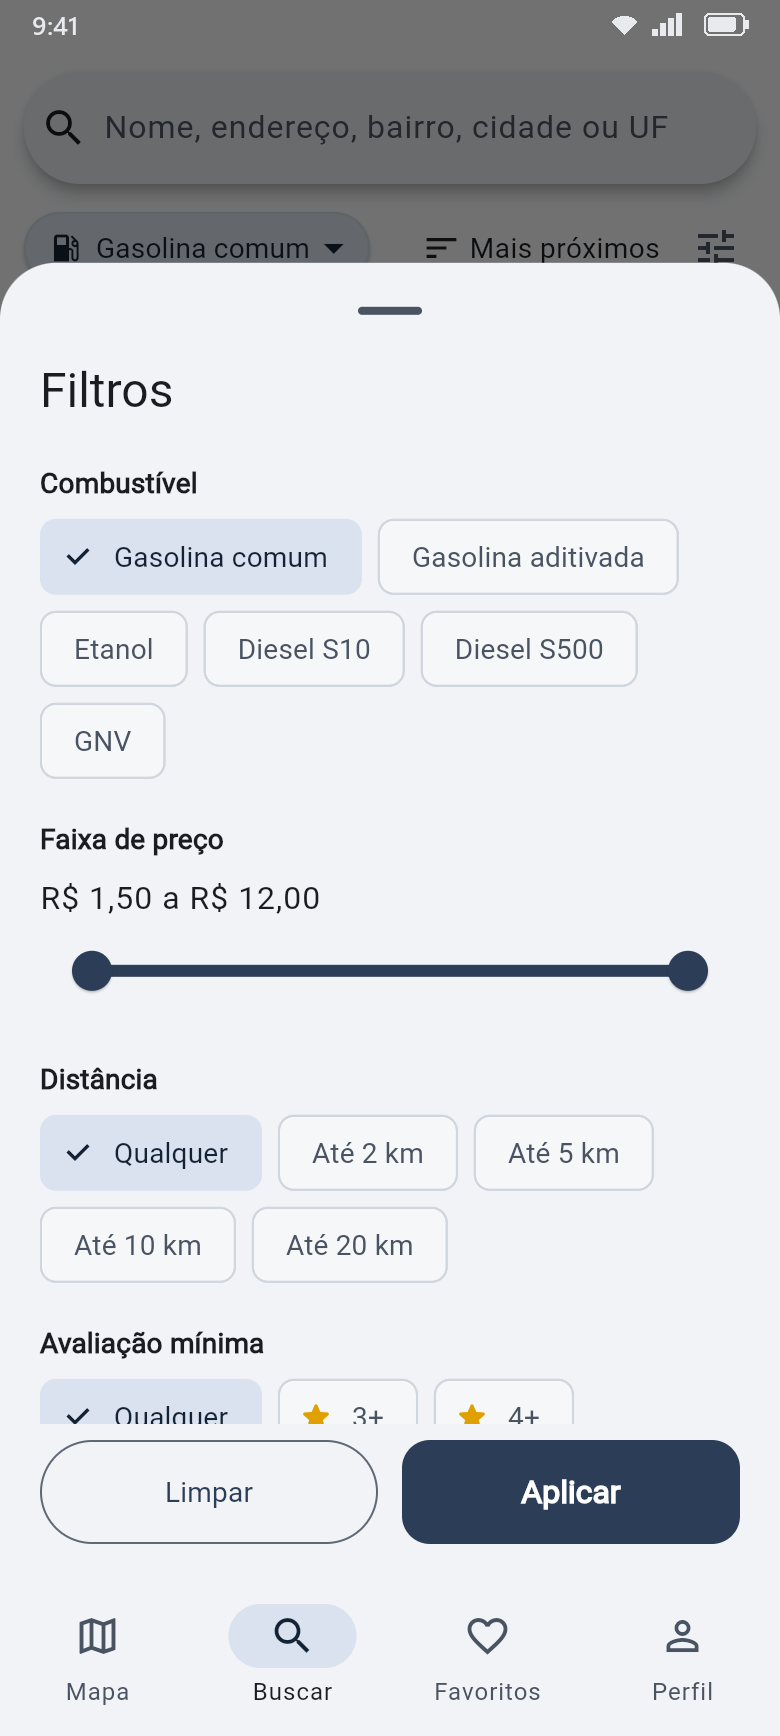 9:41
Nome, endereço, bairro, cidade ou UF
Gasolina comum Mais próximos
Filtros
Combustível
Gasolina comum Gasolina aditivada
Etanol Diesel S10 Diesel S500
GNV
Faixa de preço
R$ 1,50 a R$ 12,00
Distância
Qualquer Até 2 km Até 5 km
Até 10 km Até 20 km
Avaliação mínima
Qualquer 3+ 4+
Limpar Aplicar
Mapa Buscar Favoritos Perfil